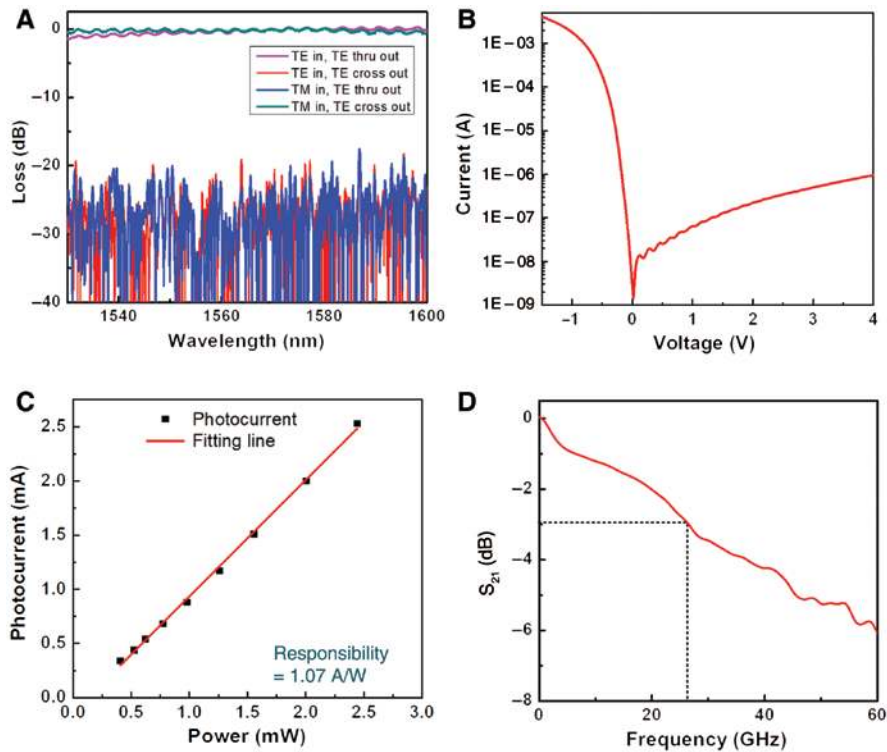 A
0
−10
−20
−30
−40
Loss (dB)
TE in, TE thru out
TE in, TE cross out
TM in, TE thru out
TM in, TE cross out
1540
1560
1580
1600
Wavelength (nm)
B
1E−03
1E−04
1E−05
1E−06
1E−07
1E−08
1E−09
Current (A)
−1
0
1
2
3
4
Voltage (V)
C
2.5
2.0
1.5
1.0
0.5
0.0
Photocurrent (mA)
Photocurrent
Fitting line
Responsibility
= 1.07 A/W
0.0
0.5
1.0
1.5
2.0
2.5
3.0
Power (mW)
D
0
−2
−4
−6
−8
S21 (dB)
0
20
40
60
Frequency (GHz)